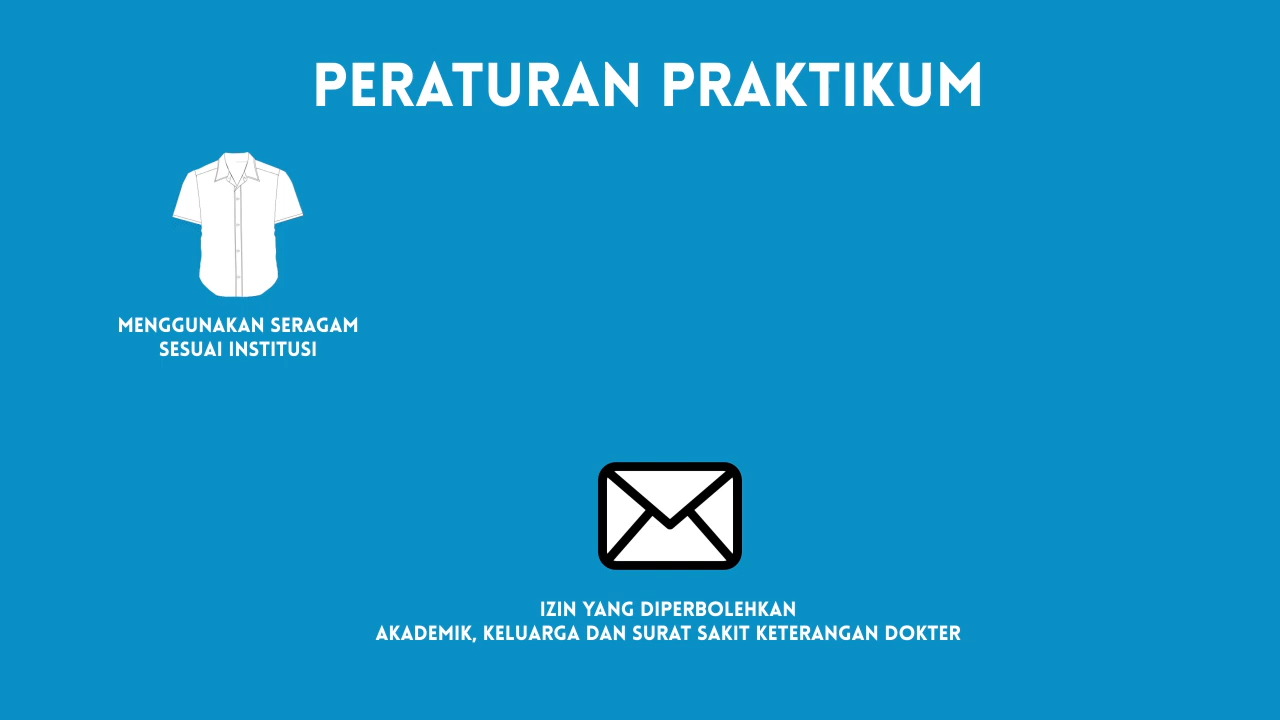 PERATURAN PRAKTIKUM
MENGGUNAKAN SERAGAM
SESUAI INSTITUSI
IZIN YANG DIPERBOLEHKAN
AKADEMIK, KELUARGA DAN SURAT SAKIT KETERANGAN DOKTER